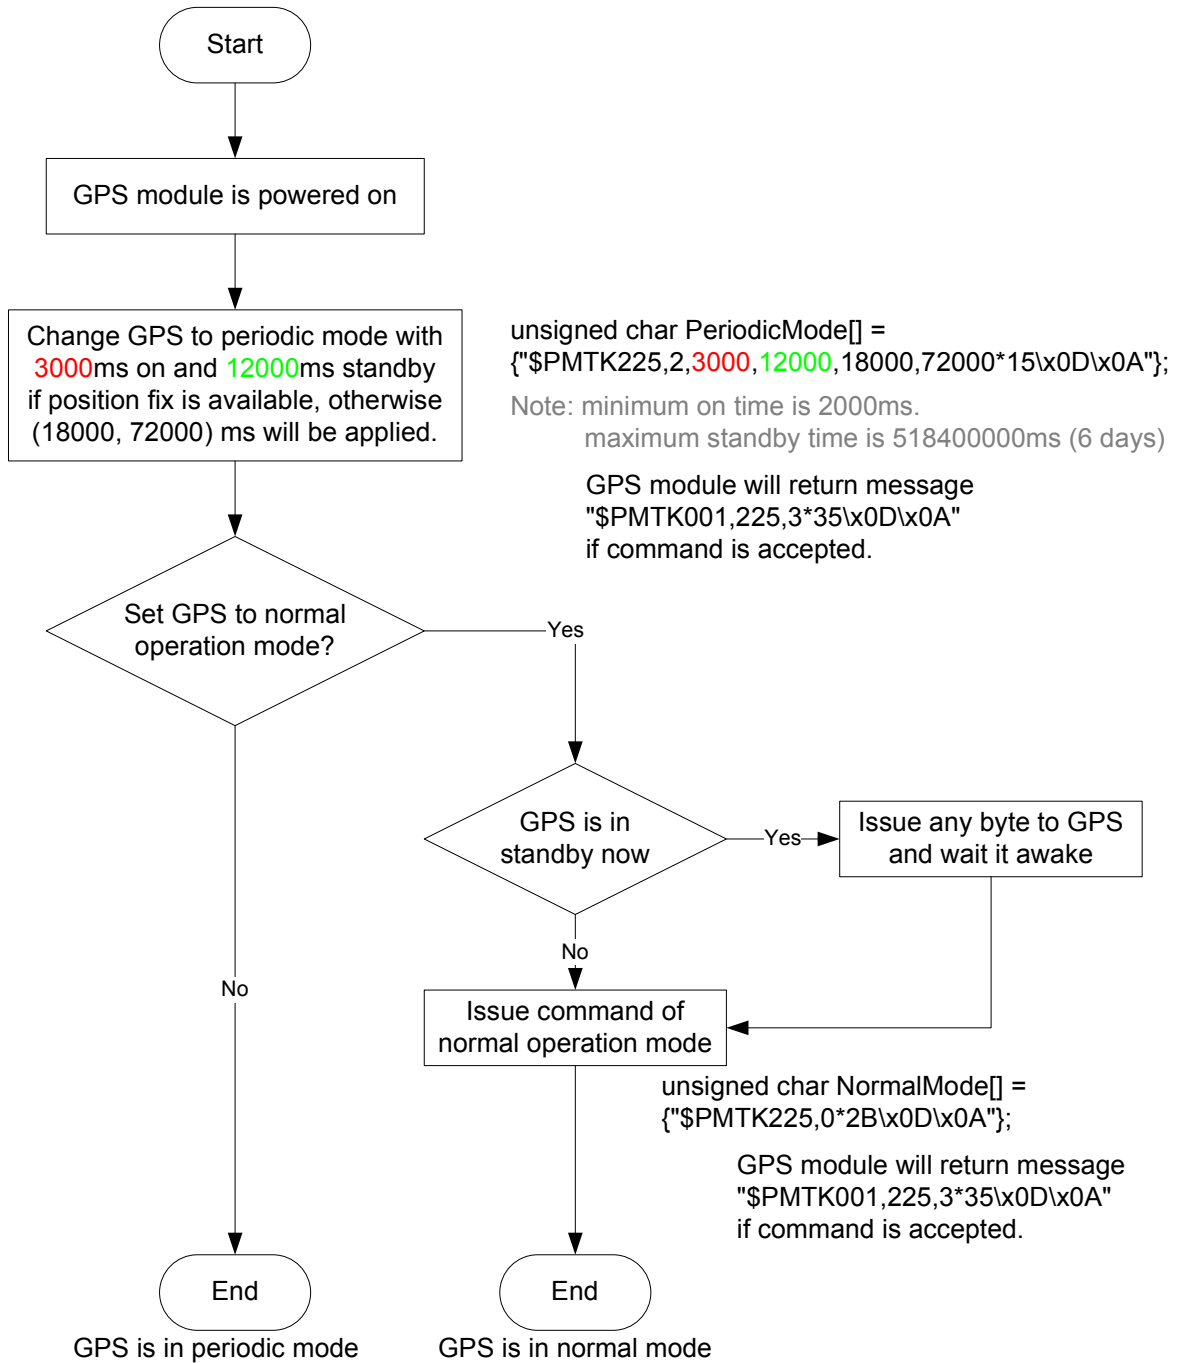 Start
GPS module is powered on
Change GPS to periodic mode with
3000ms on and 12000ms standby
if position fix is available, otherwise
(18000, 72000) ms will be applied.
unsigned char PeriodicMode[] =
{"$PMTK225,2,3000,12000,18000,72000*15\x0D\x0A"};
Note: minimum on time is 2000ms.
maximum standby time is 518400000ms (6 days)
GPS module will return message
"$PMTK001,225,3*35\x0D\x0A"
if command is accepted.
Set GPS to normal
operation mode?
Yes
GPS is in
standby now
Yes
Issue any byte to GPS
and wait it awake
No
No
Issue command of
normal operation mode
unsigned char NormalMode[] =
{"$PMTK225,0*2B\x0D\x0A"};
GPS module will return message
"$PMTK001,225,3*35\x0D\x0A"
if command is accepted.
End
GPS is in periodic mode
End
GPS is in normal mode